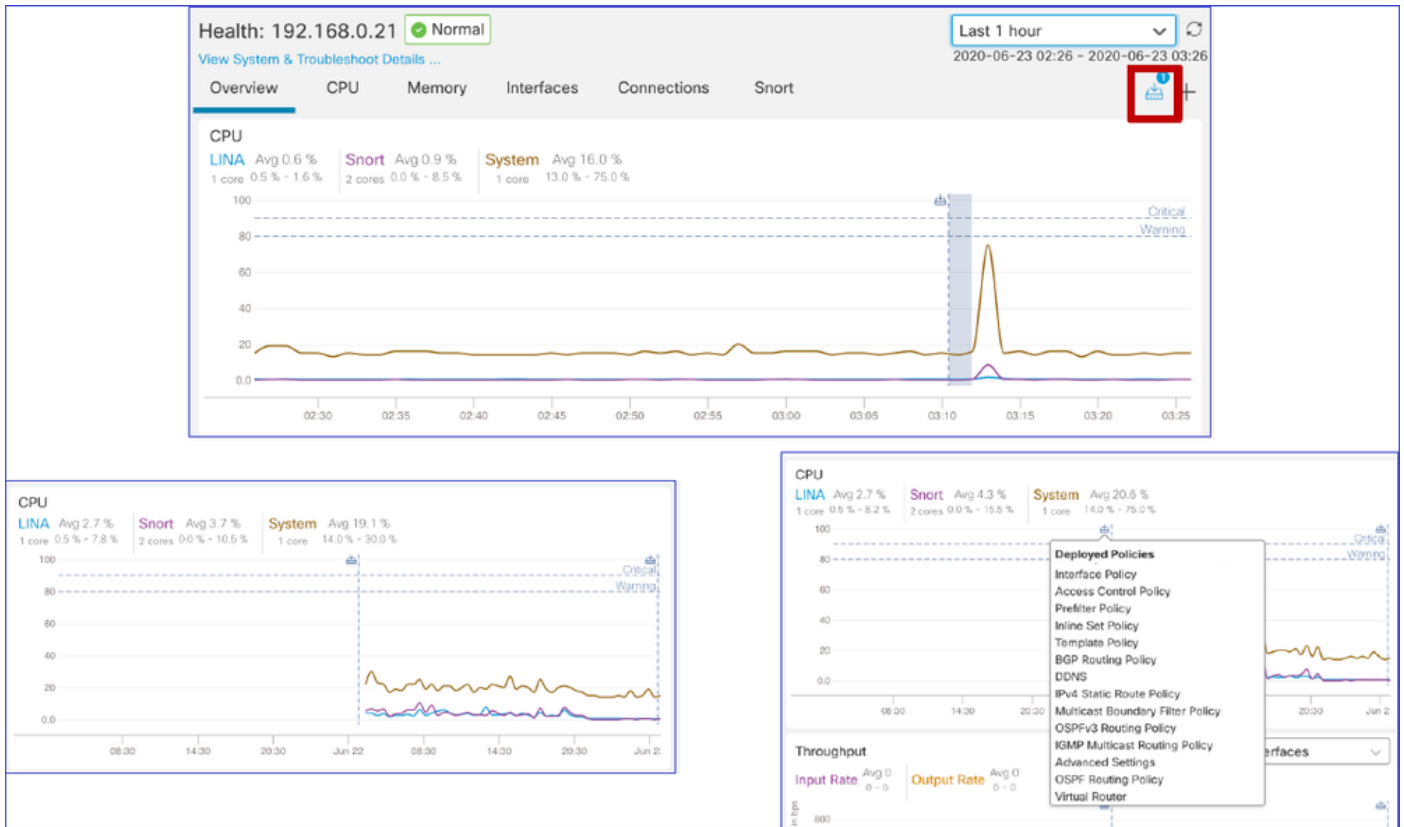 Health: 192.168.0.21 Normal
Last 1 hour
View System & Troubleshoot Details ...
2020-06-23 02:26 - 2020-06-23 03:26
Overview CPU Memory Interfaces Connections Snort
1
CPU
LINA Avg 0.6 % Snort Avg 0.9 % System Avg 16.0 %
1 core 0.5 % - 1.6 % 2 cores 0.0 % - 8.5 % 1 core 13.0 % - 75.0 %
100
Critical
80
Warning
60
40
20
0.0
02:30 02:35 02:40 02:45 02:50 02:55 03:00 03:05 03:10 03:15 03:20 03:25
CPU
LINA Avg 2.7 % Snort Avg 3.7 % System Avg 19.1 %
1 core 0.5 % - 7.8 % 2 cores 0.0 % - 10.5 % 1 core 14.0 % - 30.0 %
100
Critical
80
Warning
60
40
20
0.0
08:30 14:30 20:30 Jun 22 08:30 14:30 20:30 Jun 2
CPU
LINA Avg 2.7 % Snort Avg 4.3 % System Avg 20.6 %
1 core 0.5 % - 8.2 % 2 cores 0.0 % - 15.5 % 1 core 14.0 % - 75.0 %
100
Critical
80
Warning
60
40
20
0.0
08:30 14:30 20:30 20:30 Jun 2
Deployed Policies
Interface Policy
Access Control Policy
Prefilter Policy
Inline Set Policy
Template Policy
BGP Routing Policy
DDNS
IPv4 Static Route Policy
Multicast Boundary Filter Policy
OSPFv3 Routing Policy
IGMP Multicast Routing Policy
Advanced Settings
OSPF Routing Policy
Virtual Router
Throughput
erfaces
Input Rate Avg 0 Output Rate Avg 0
0 - 0 0 - 0
in bps
800